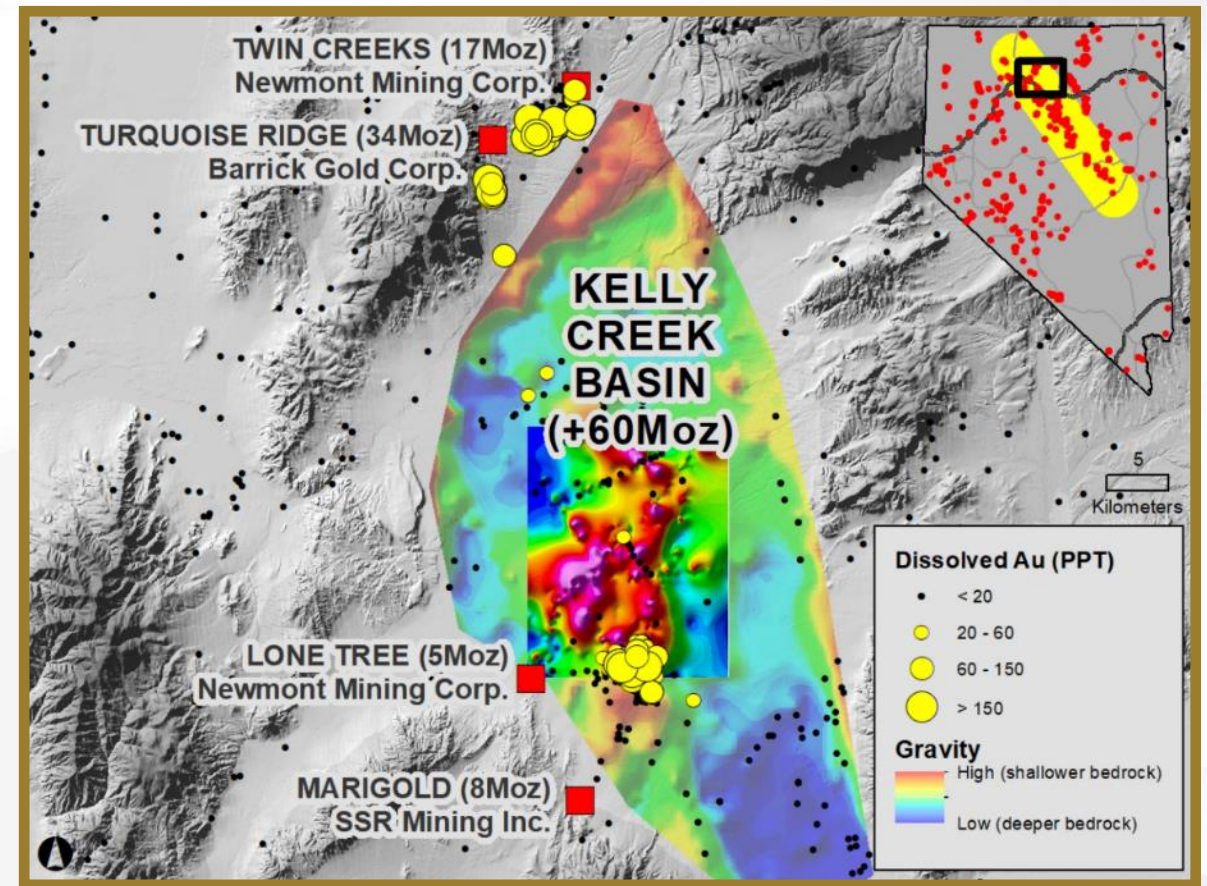 TWIN CREEKS (17Moz)
Newmont Mining Corp.
TURQUOISE RIDGE (34Moz)
Barrick Gold Corp.
KELLY
CREEK
BASIN
(+60Moz)
LONE TREE (5Moz)
Newmont Mining Corp.
MARIGOLD (8Moz)
SSR Mining Inc.
5
Kilometers
Dissolved Au (PPT)
< 20
20 - 60
60 - 150
> 150
Gravity
High (shallower bedrock)
Low (deeper bedrock)